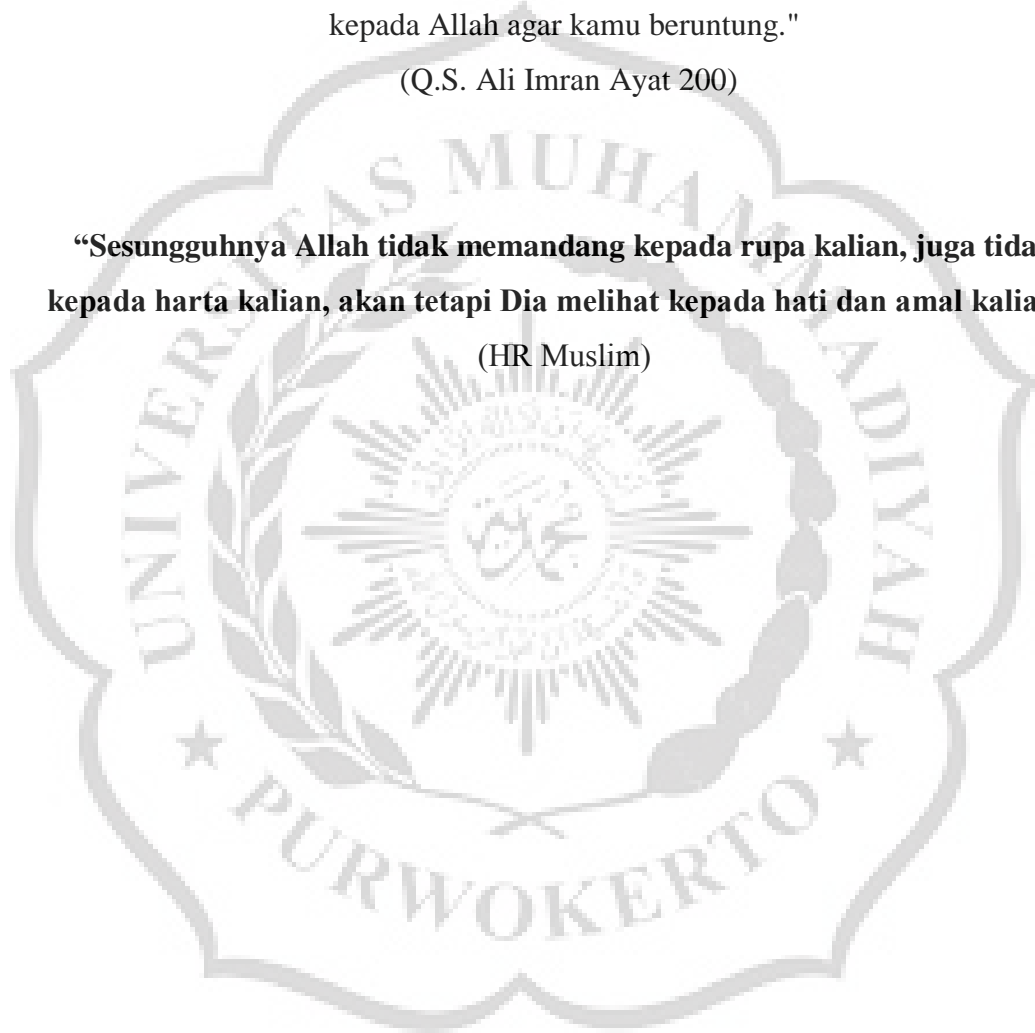 kepada Allah agar kamu beruntung."
(Q.S. Ali Imran Ayat 200)
“Sesungguhnya Allah tidak memandang kepada rupa kalian, juga tida
kepada harta kalian, akan tetapi Dia melihat kepada hati dan amal kalia
(HR Muslim)
UNIVERSITAS MUHAMMADIYAH
PURWOKERTO